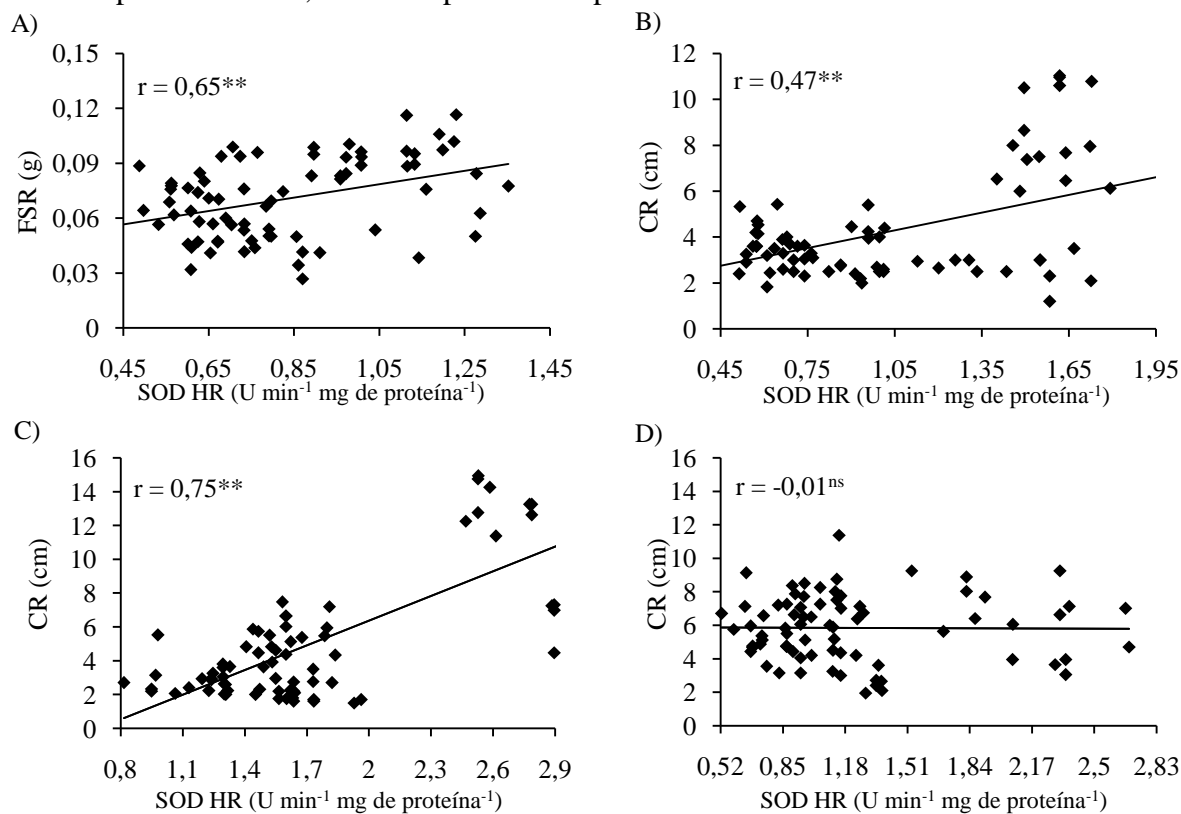 A)
r = 0,65**
FSR (g)
0,15
0,12
0,09
0,06
0,03
0
0,45 0,65 0,85 1,05 1,25 1,45
SOD HR (U min⁻¹ mg de proteína⁻¹)
B)
r = 0,47**
CR (cm)
12
10
8
6
4
2
0
0,45 0,75 1,05 1,35 1,65 1,95
SOD HR (U min⁻¹ mg de proteína⁻¹)
C)
r = 0,75**
CR (cm)
16
14
12
10
8
6
4
2
0
0,8 1,1 1,4 1,7 2 2,3 2,6 2,9
SOD HR (U min⁻¹ mg de proteína⁻¹)
D)
r = -0,01ⁿˢ
CR (cm)
16
14
12
10
8
6
4
2
0
0,52 0,85 1,18 1,51 1,84 2,17 2,5 2,83
SOD HR (U min⁻¹ mg de proteína⁻¹)